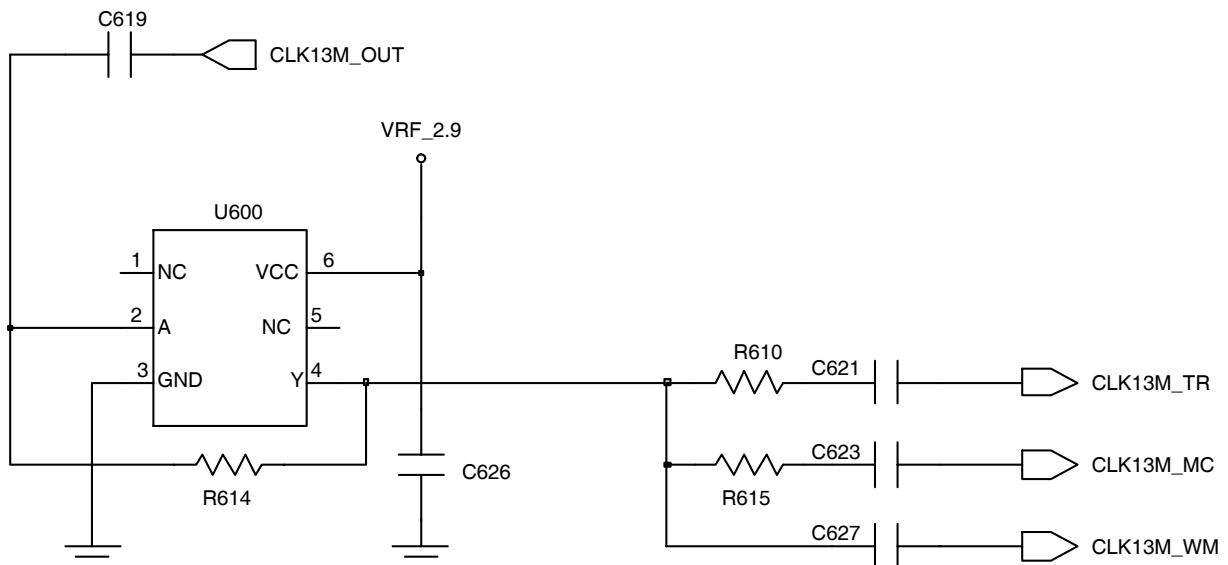 C619
CLK13M_OUT
VRF_2.9
U600
1 NC VCC 6
2 A NC 5
3 GND Y 4
R614
C626
R610 C621 CLK13M_TR
R615 C623 CLK13M_MC
C627 CLK13M_WM